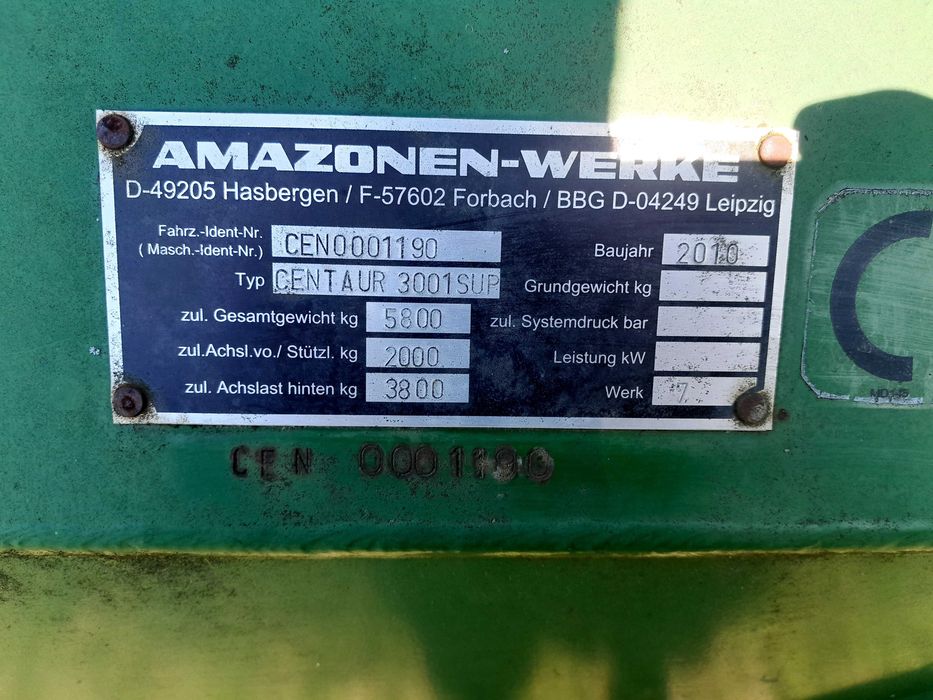 AMAZONEN-WERKE
D-49205 Hasbergen / F-57602 Forbach / BBG D-04249 Leipzig
Fahrz.-Ident-Nr.
( Masch.-Ident-Nr.) CEN0001190
Typ CENTAUR 3001SUP
zul. Gesamtgewicht kg 5800
zul.Achsl.vo./ Stützl. kg 2000
zul. Achslast hinten kg 3800
Baujahr 2010
Grundgewicht kg
zul. Systemdruck bar
Leistung kW
Werk 7
CEN 0001190
C